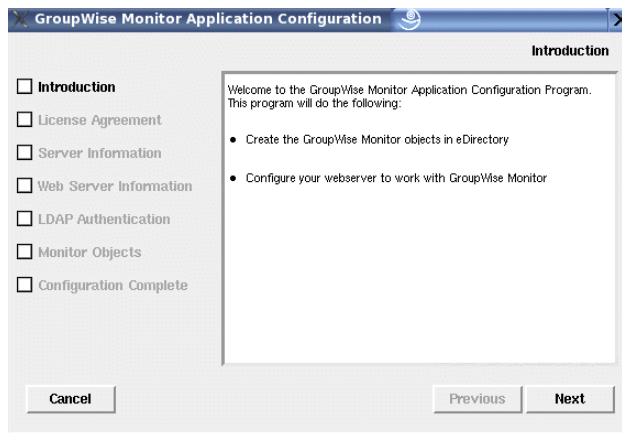 GroupWise Monitor Application Configuration
Introduction
Introduction
License Agreement
Server Information
Web Server Information
LDAP Authentication
Monitor Objects
Configuration Complete
Welcome to the GroupWise Monitor Application Configuration Program.
This program will do the following:
• Create the GroupWise Monitor objects in eDirectory
• Configure your webserver to work with GroupWise Monitor
Cancel
Previous
Next